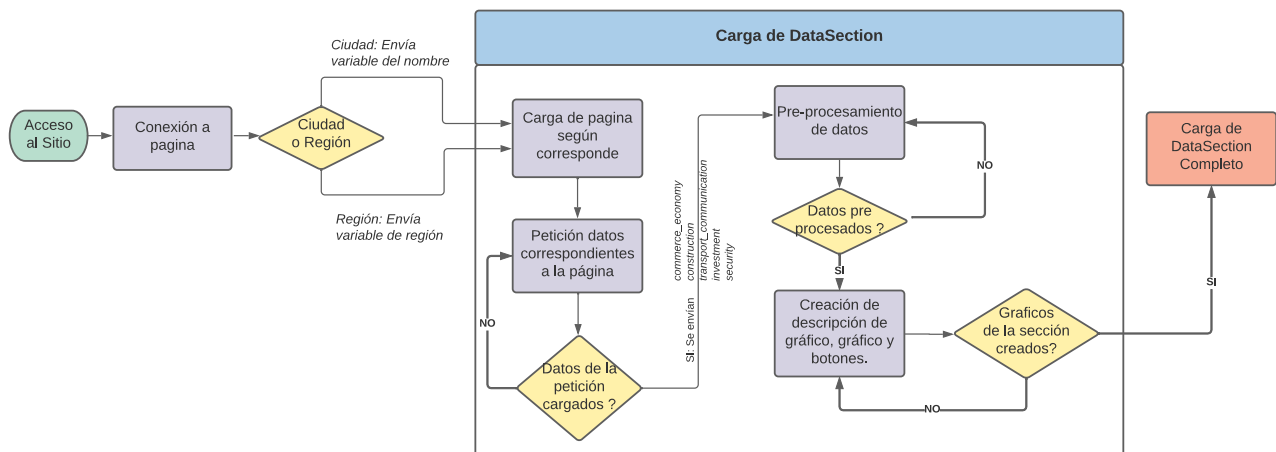 Carga de DataSection
Ciudad: Envía
variable del nombre
Acceso
al Sitio
Conexión a
pagina
Ciudad
o Región
Región: Envía
variable de región
Carga de pagina
según
corresponde
Petición datos
correspondientes
a la página
NO
Datos de la
petición
cargados ?
SI: Se envían
commerce_economy
construction
transport_communication
investment
security
Pre-procesamiento
de datos
NO
Datos pre
procesados ?
SI
Creación de
descripción de
gráfico, gráfico y
botones.
Graficos
de la sección
creados?
NO
SI
Carga de
DataSection
Completo